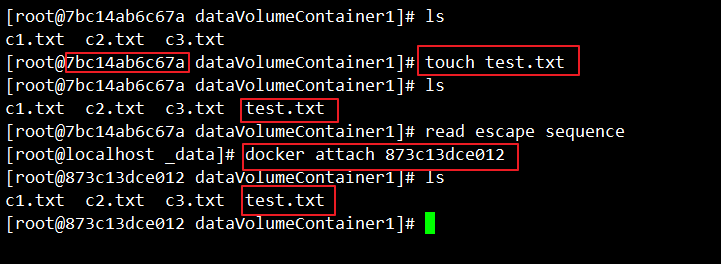 [root@7bc14ab6c67a dataVolumeContainer1]# ls
c1.txt  c2.txt  c3.txt
[root@7bc14ab6c67a dataVolumeContainer1]# touch test.txt
[root@7bc14ab6c67a dataVolumeContainer1]# ls
c1.txt  c2.txt  c3.txt  test.txt
[root@7bc14ab6c67a dataVolumeContainer1]# read escape sequence
[root@localhost _data]# docker attach 873c13dce012
[root@873c13dce012 dataVolumeContainer1]# ls
c1.txt  c2.txt  c3.txt  test.txt
[root@873c13dce012 dataVolumeContainer1]#